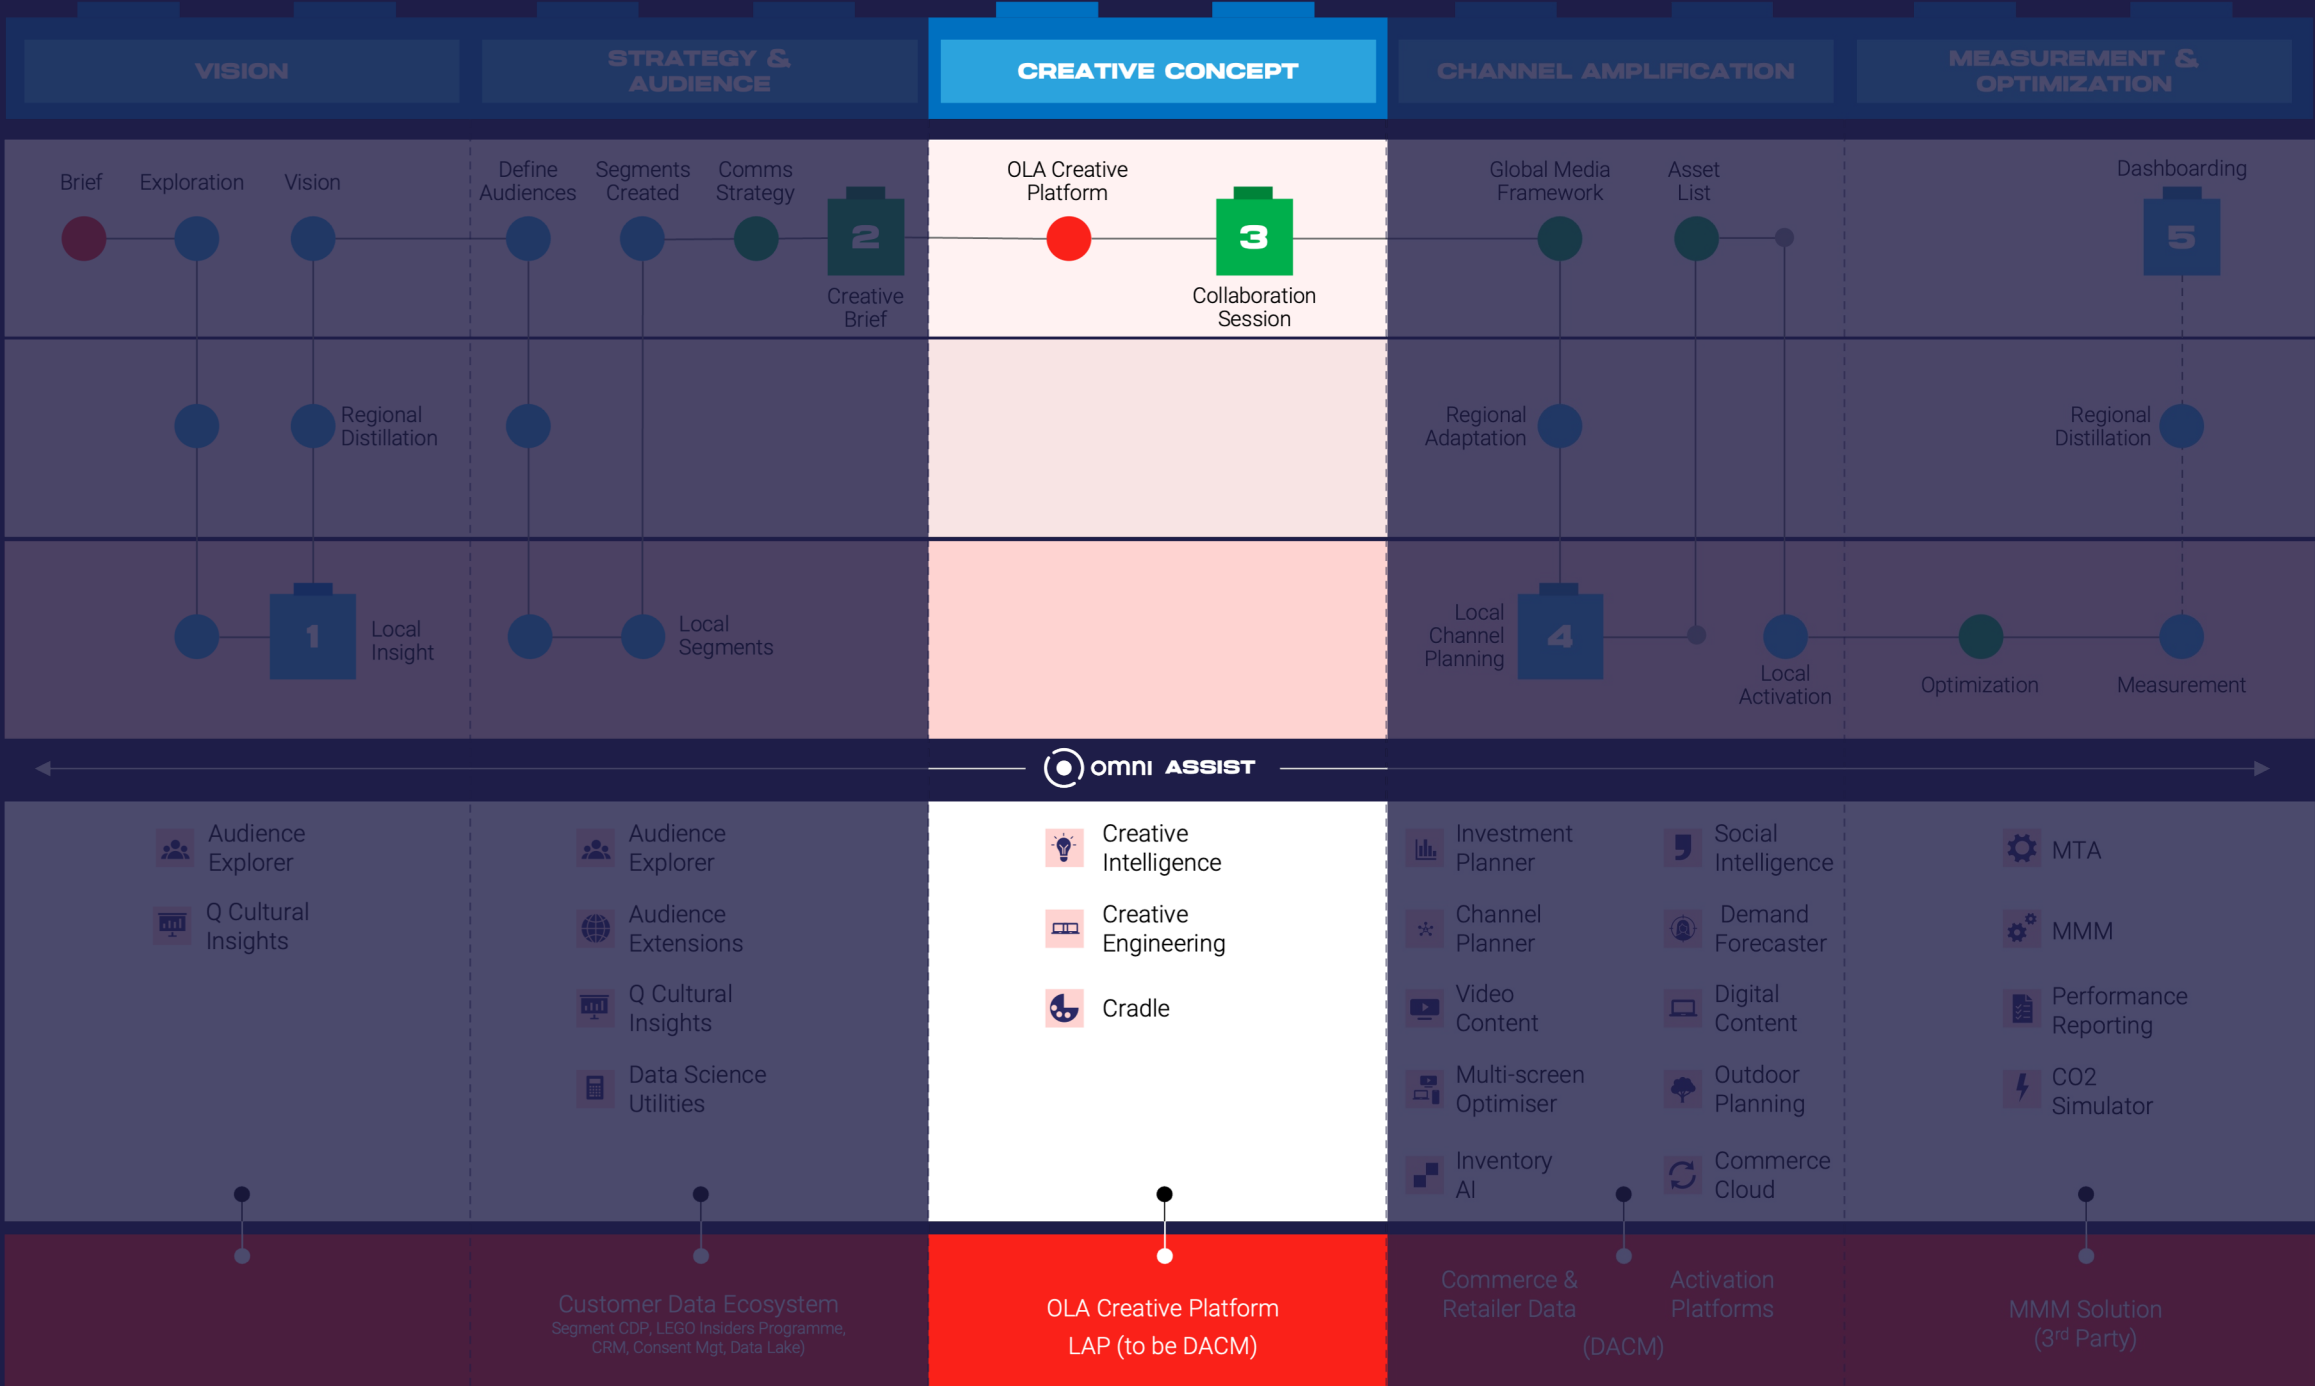 VISION
STRATEGY &
AUDIENCE
CREATIVE CONCEPT
CHANNEL AMPLIFICATION
MEASUREMENT &
OPTIMIZATION
Brief
Exploration
Vision
Define
Audiences
Segments
Created
Comms
Strategy
2
Creative
Brief
OLA Creative
Platform
3
Collaboration
Session
Global Media
Framework
Asset
List
Dashboarding
5
Regional
Distillation
Regional
Adaptation
Regional
Distillation
1
Local
Insight
Local
Segments
Local
Channel
Planning
4
Local
Activation
Optimization
Measurement
omni ASSIST
Audience
Explorer
Q Cultural
Insights
Audience
Explorer
Audience
Extensions
Q Cultural
Insights
Data Science
Utilities
Creative
Intelligence
Creative
Engineering
Cradle
Investment
Planner
Channel
Planner
Video
Content
Multi-screen
Optimiser
Inventory
AI
Social
Intelligence
Demand
Forecaster
Digital
Content
Outdoor
Planning
Commerce
Cloud
MTA
MMM
Performance
Reporting
CO2
Simulator
Customer Data Ecosystem
Segment CDP, LEGO Insiders Programme,
CRM, Consent Mgt, Data Lake)
OLA Creative Platform
LAP (to be DACM)
Commerce &
Retailer Data
Activation
Platforms
(DACM)
MMM Solution
(3rd Party)